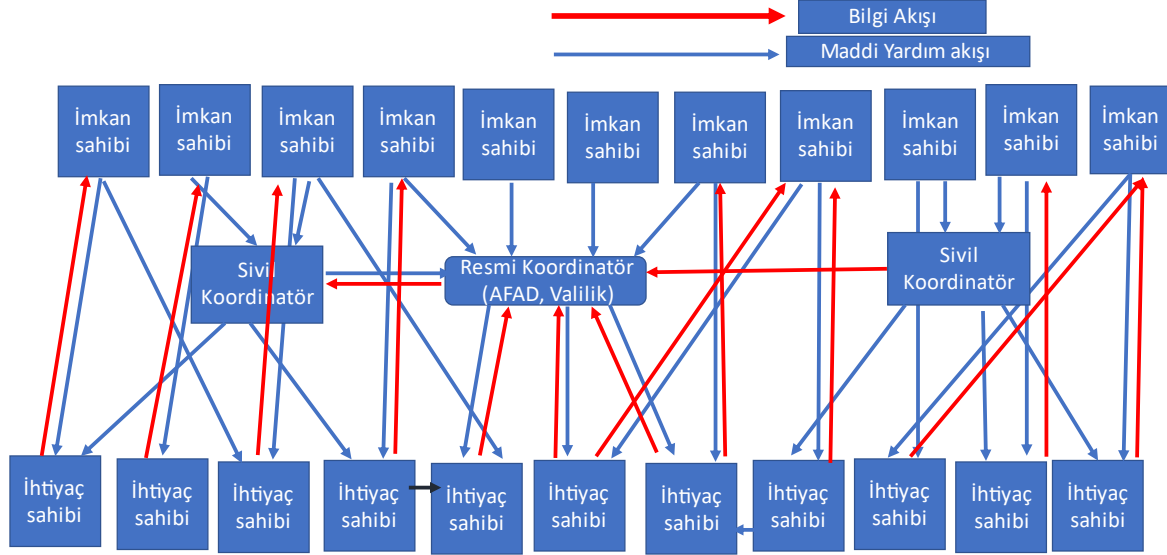 Bilgi Akışı
Maddi Yardım akışı
İmkan
sahibi
İmkan
sahibi
İmkan
sahibi
İmkan
sahibi
İmkan
sahibi
İmkan
sahibi
İmkan
sahibi
İmkan
sahibi
İmkan
sahibi
İmkan
sahibi
İmkan
sahibi
Sivil
Koordinatör
Resmi Koordinatör
(AFAD, Valilik)
Sivil
Koordinatör
İhtiyaç
sahibi
İhtiyaç
sahibi
İhtiyaç
sahibi
İhtiyaç
sahibi
İhtiyaç
sahibi
İhtiyaç
sahibi
İhtiyaç
sahibi
İhtiyaç
sahibi
İhtiyaç
sahibi
İhtiyaç
sahibi
İhtiyaç
sahibi